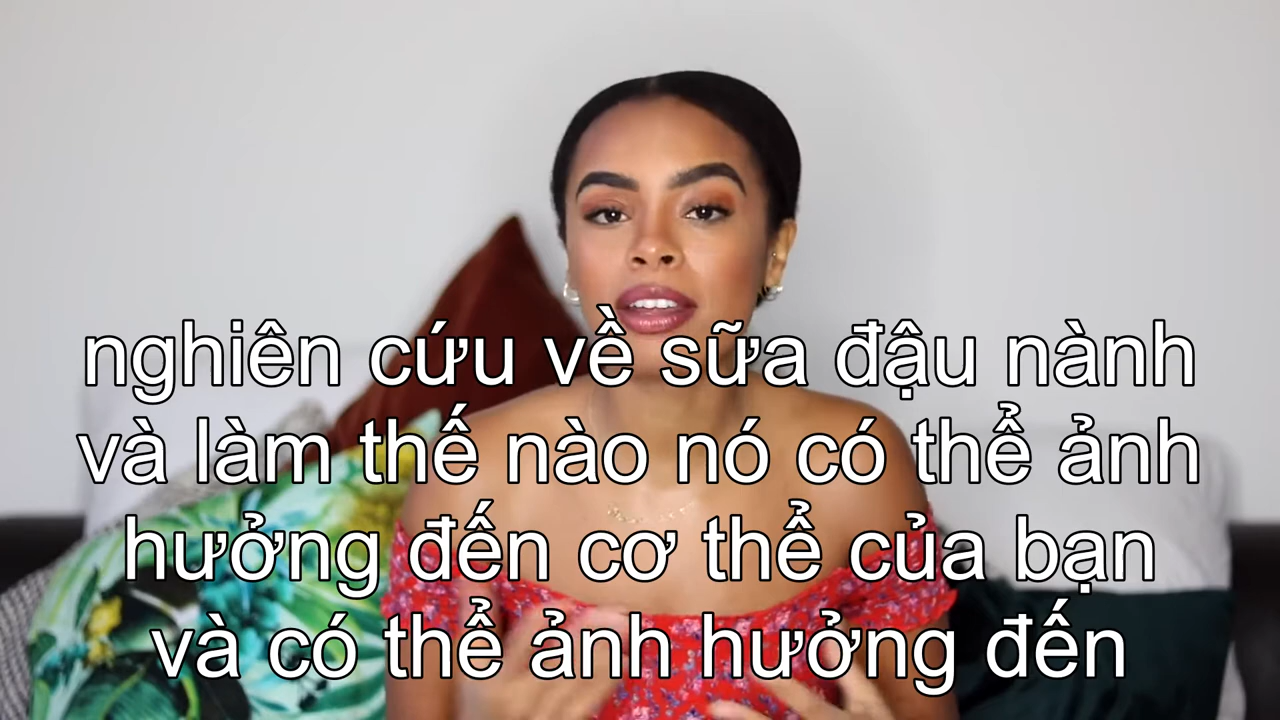 nghiên cứu về sữa đậu nành
và làm thế nào nó có thể ảnh
hưởng đến cơ thể của bạn
và có thể ảnh hưởng đến